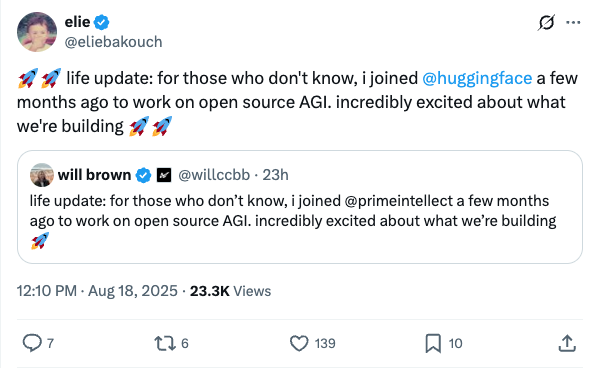 elie
@eliebakouch
🚀 🚀 life update: for those who don't know, i joined @huggingface a few
months ago to work on open source AGI. incredibly excited about what
we're building 🚀 🚀
will brown @willccbb · 23h
life update: for those who don’t know, i joined @primeintellect a few months
ago to work on open source AGI. incredibly excited about what we’re building
🚀
12:10 PM · Aug 18, 2025 · 23.3K Views
7 6 139 10